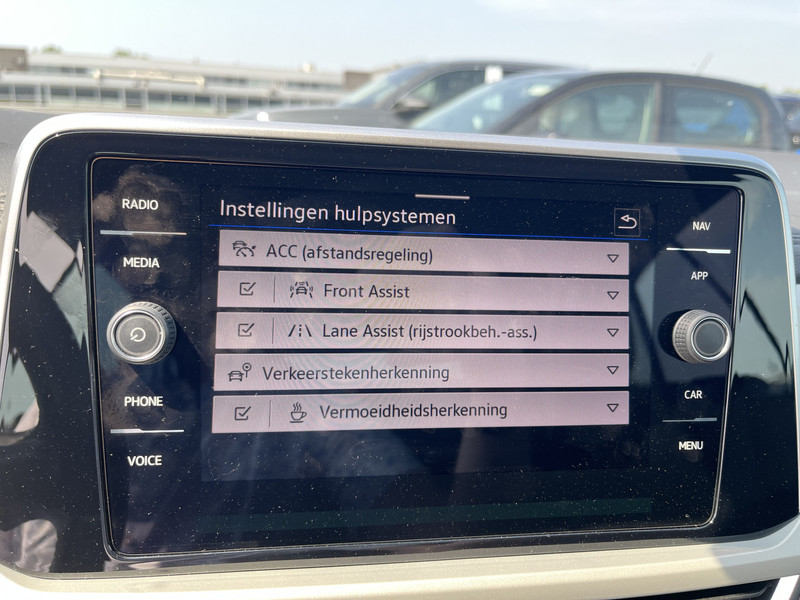 Instellingen hulpsystemen
ACC (afstandsregeling)
Front Assist
Lane Assist (rijstrookbeh.-ass.)
Verkeerstekenherkenning
Vermoeidheidsherkenning
RADIO
MEDIA
PHONE
VOICE
NAV
APP
CAR
MENU